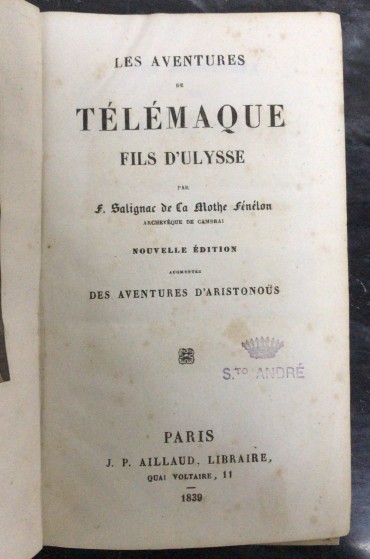 LES AVENTURES
DE
TÉLÉMAQUE
FILS D'ULYSSE
PAR
F. Salignac de La Mothe Fénélon
ARCHEVÊQUE DE CAMBRAI
NOUVELLE ÉDITION
AUGMENTÉE
DES AVENTURES D'ARISTONOÜS
S.TO ANDRÉ
PARIS
J. P. AILLAUD, LIBRAIRE,
QUAI VOLTAIRE, 11
1839